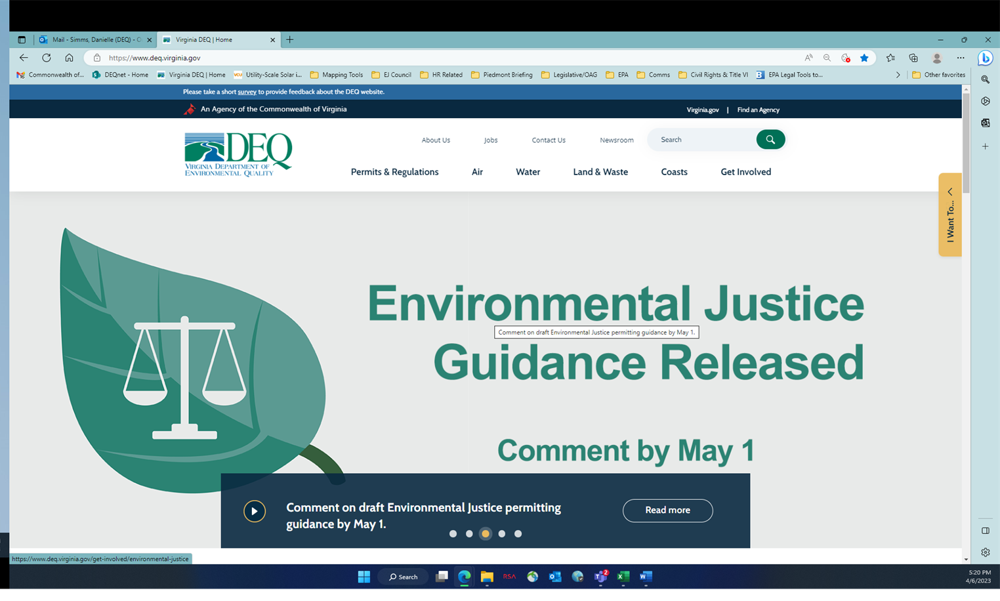 Mail - Simms, Danielle (DEQ) - O
Virginia DEQ | Home
https://www.deq.virginia.gov
Commonwealth of...
DEQnet - Home
Virginia DEQ | Home
Utility-Scale Solar i...
Mapping Tools
EJ Council
HR Related
Piedmont Briefing
Legislative/OAG
EPA
Comms
Civil Rights & Title VI
EPA Legal Tools to...
Other favorites
Please take a short survey to provide feedback about the DEQ website.
An Agency of the Commonwealth of Virginia
Virginia.gov | Find an Agency
DEQ
VIRGINIA DEPARTMENT OF
ENVIRONMENTAL QUALITY
About Us
Jobs
Contact Us
Newsroom
Search
Permits & Regulations
Air
Water
Land & Waste
Coasts
Get Involved
I Want To...
Environmental Justice
Comment on draft Environmental Justice permitting guidance by May 1.
Guidance Released
Comment by May 1
Comment on draft Environmental Justice permitting
guidance by May 1.
Read more
https://www.deq.virginia.gov/get-involved/environmental-justice
Search
RSA
2
5:20 PM
4/6/2023